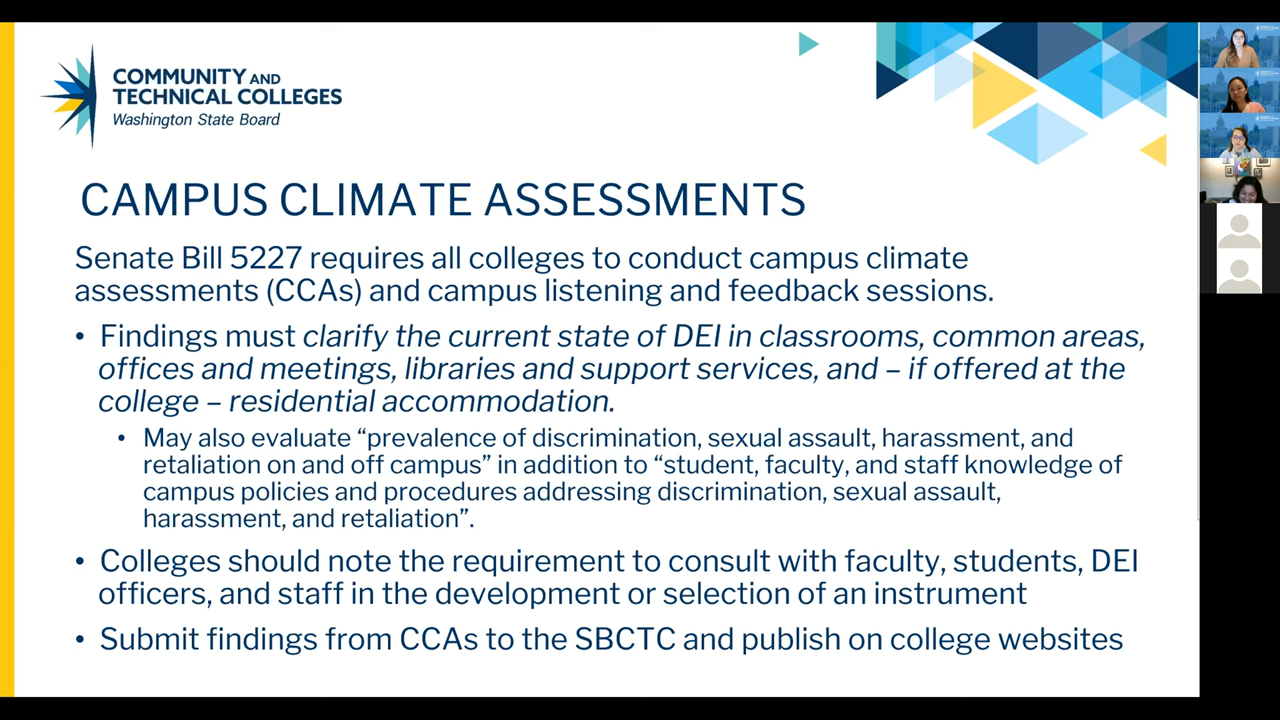 COMMUNITY AND
TECHNICAL COLLEGES
Washington State Board
CAMPUS CLIMATE ASSESSMENTS
Senate Bill 5227 requires all colleges to conduct campus climate
assessments (CCAs) and campus listening and feedback sessions.
• Findings must clarify the current state of DEI in classrooms, common areas,
offices and meetings, libraries and support services, and – if offered at the
college – residential accommodation.
• May also evaluate “prevalence of discrimination, sexual assault, harassment, and
retaliation on and off campus” in addition to “student, faculty, and staff knowledge of
campus policies and procedures addressing discrimination, sexual assault,
harassment, and retaliation”.
• Colleges should note the requirement to consult with faculty, students, DEI
officers, and staff in the development or selection of an instrument
• Submit findings from CCAs to the SBCTC and publish on college websites